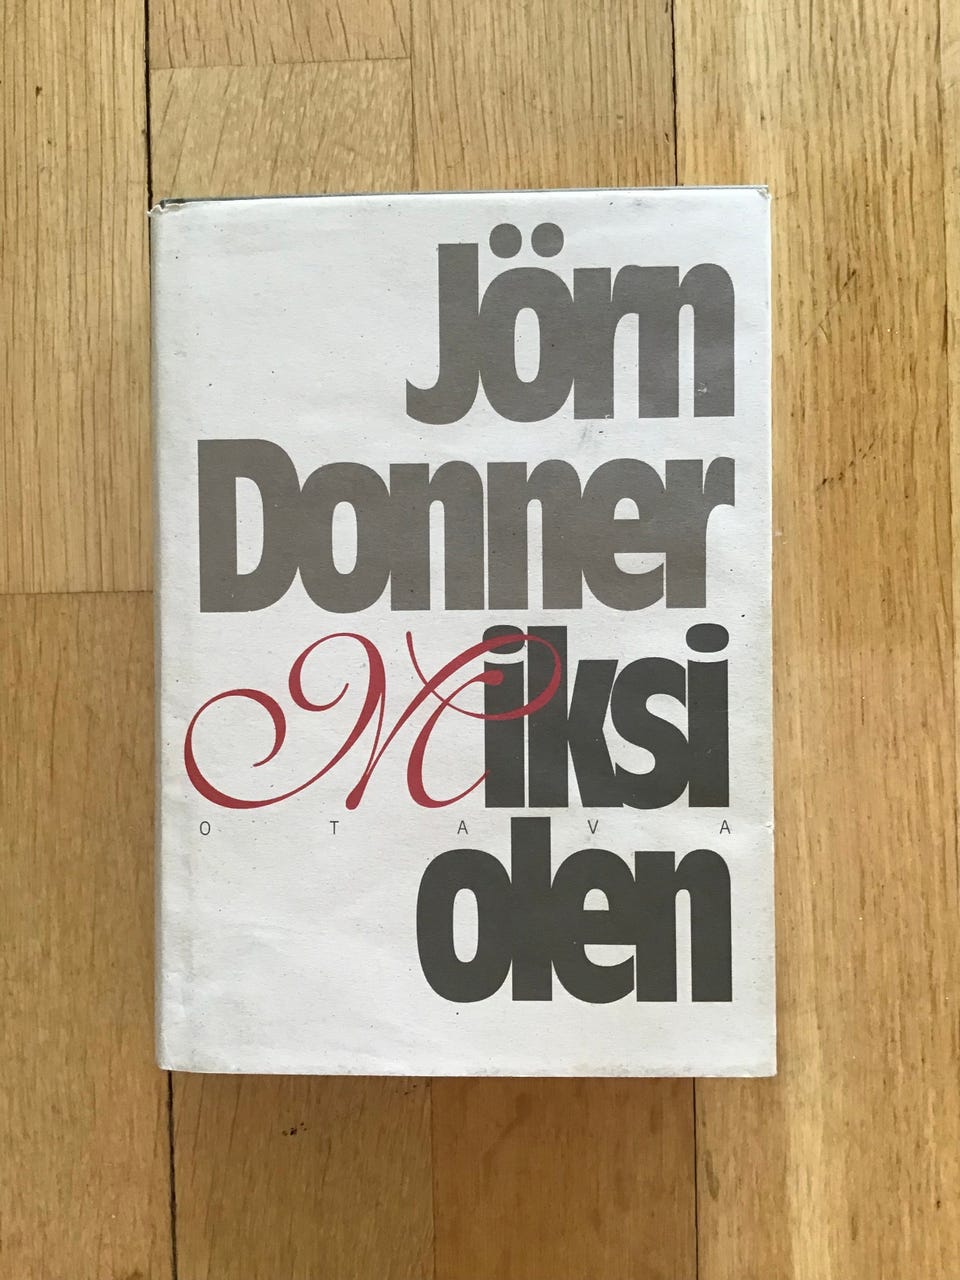 Jörn
Donner
Miksi
OTAVA
olen